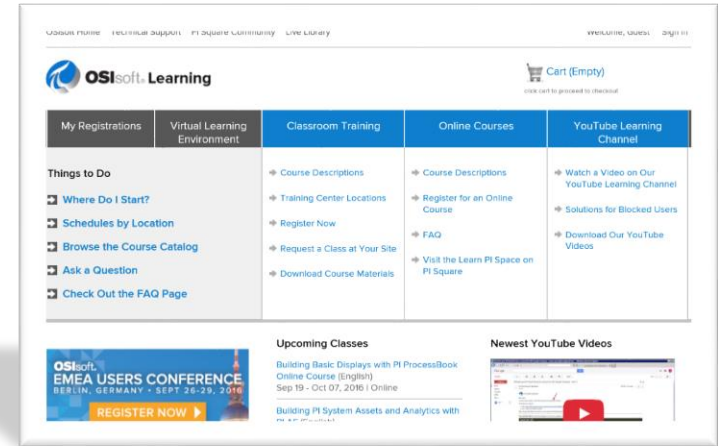 OSIsoft Home Technical Support PI Square Community Live Library Welcome, Guest Sign In
OSIsoft. Learning
Cart (Empty)
click cart to proceed to checkout
My Registrations
Virtual Learning
Environment
Classroom Training
Online Courses
YouTube Learning
Channel
Things to Do
Where Do I Start?
Schedules by Location
Browse the Course Catalog
Ask a Question
Check Out the FAQ Page
Course Descriptions
Training Center Locations
Register Now
Request a Class at Your Site
Download Course Materials
Course Descriptions
Register for an Online
Course
FAQ
Visit the Learn PI Space on
PI Square
Watch a Video on Our
YouTube Learning Channel
Solutions for Blocked Users
Download Our YouTube
Videos
OSIsoft.
EMEA USERS CONFERENCE
BERLIN, GERMANY • SEPT 26-29, 2016
REGISTER NOW
Upcoming Classes
Building Basic Displays with PI ProcessBook
Online Course (English)
Sep 19 - Oct 07, 2016 | Online
Building PI System Assets and Analytics with
PI AF (English)
Newest YouTube Videos